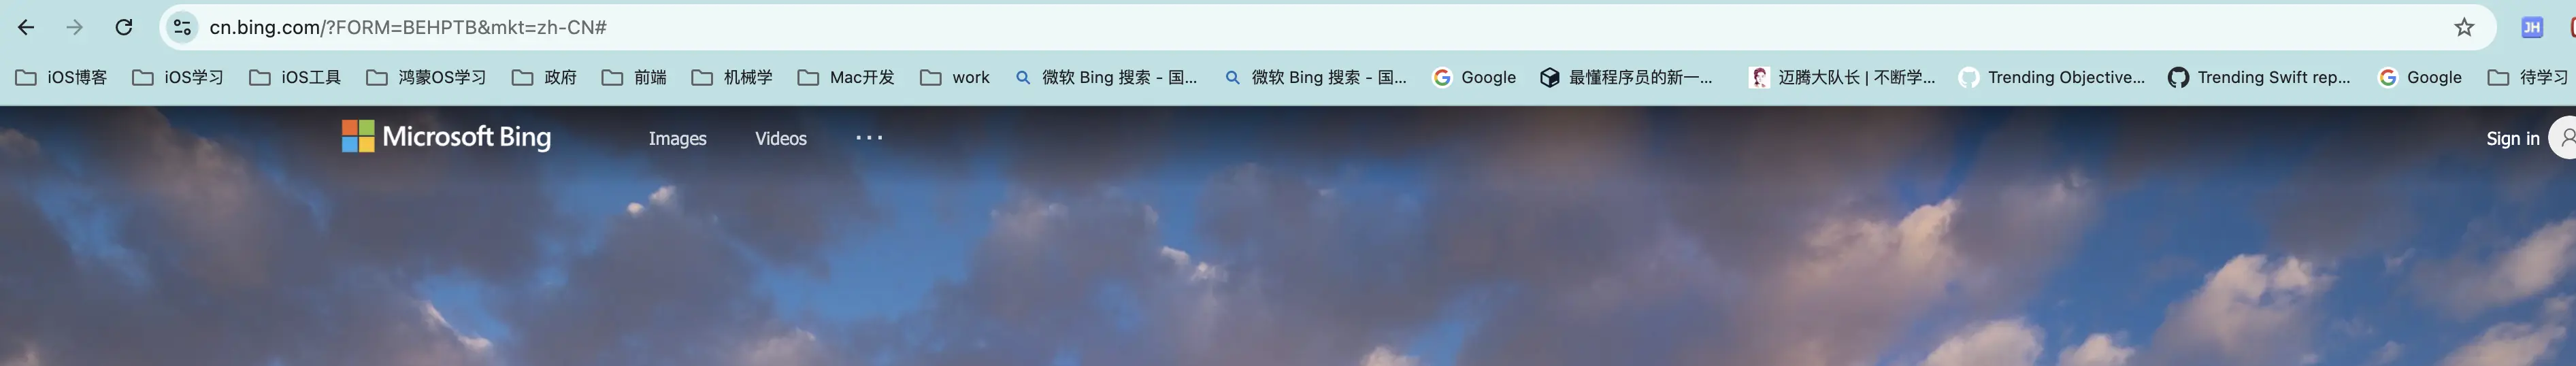 cn.bing.com/?FORM=BEHPTB&mkt=zh-CN#
JH
iOS博客 iOS学习 iOS工具 鸿蒙OS学习 政府 前端 机械学 Mac开发 work 微软 Bing 搜索 - 国... 微软 Bing 搜索 - 国... Google 最懂程序员的新一... 迈腾大队长 | 不断学... Trending Objective... Trending Swift rep... Google 待学习
Microsoft Bing Images Videos ... Sign in